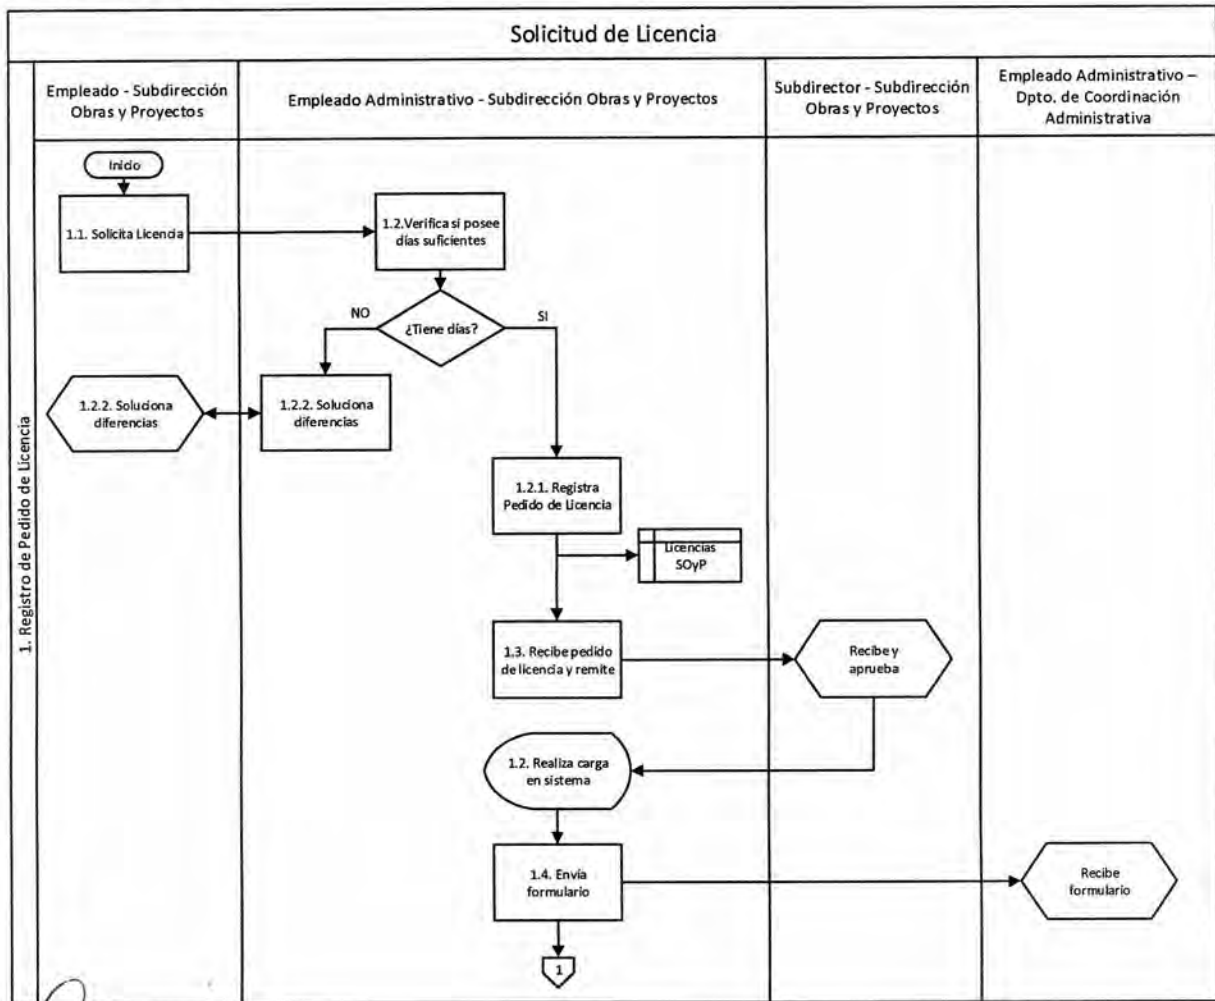 Solicitud de Licencia
Empleado - Subdirección
Obras y Proyectos
Empleado Administrativo - Subdirección Obras y Proyectos
Subdirector - Subdirección
Obras y Proyectos
Empleado Administrativo –
Dpto. de Coordinación
Administrativa
1. Registro de Pedido de Licencia
Inicio
1.1. Solicita Licencia
1.2.Verifica si posee
días suficientes
¿Tiene días?
NO
SI
1.2.2. Soluciona
diferencias
1.2.2. Soluciona
diferencias
1.2.1. Registra
Pedido de Licencia
Licencias
SOyP
1.3. Recibe pedido
de licencia y remite
Recibe y
aprueba
1.2. Realiza carga
en sistema
1.4. Envía
formulario
Recibe
formulario
1